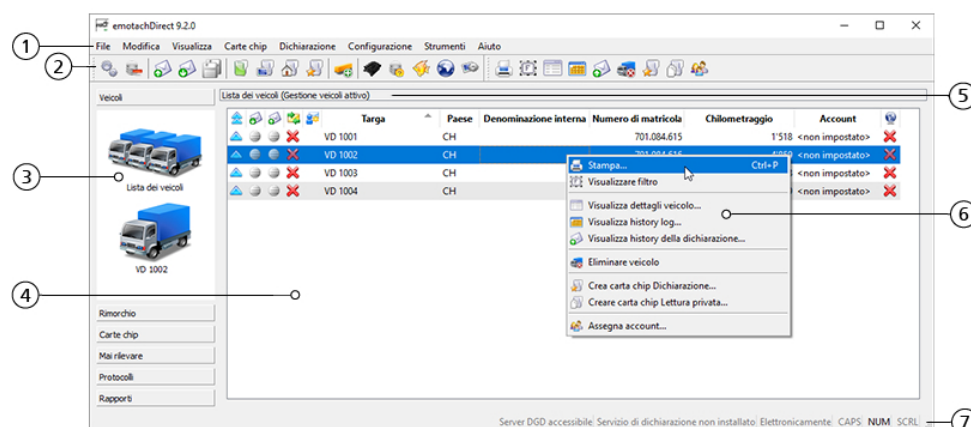 emotachDirect 9.2.0
1
File Modifica Visualizza Carte chip Dichiarazione Configurazione Strumenti Aiuto
2
Veicoli
Lista dei veicoli (Gestione veicoli attivo)
5
Targa Paese Denominazione interna Numero di matricola Chilometraggio Account
VD 1001 CH 701.084.615 1'518 <non impostato>
VD 1002 CH <non impostato>
VD 1003 CH <non impostato>
VD 1004 CH <non impostato>
3
Lista dei veicoli
VD 1002
Stampa... Ctrl+P
Visualizzare filtro
Visualizza dettagli veicolo...
6
Visualizza history log...
Visualizza history della dichiarazione...
Eliminare veicolo
Crea carta chip Dichiarazione...
Creare carta chip Lettura privata...
Assegna account...
4
Rimorchio
Carte chip
Mai rilevare
Protocolli
Rapporti
Server DGD accessibile Servizio di dichiarazione non installato Elettronicamente CAPS NUM SCRL
7